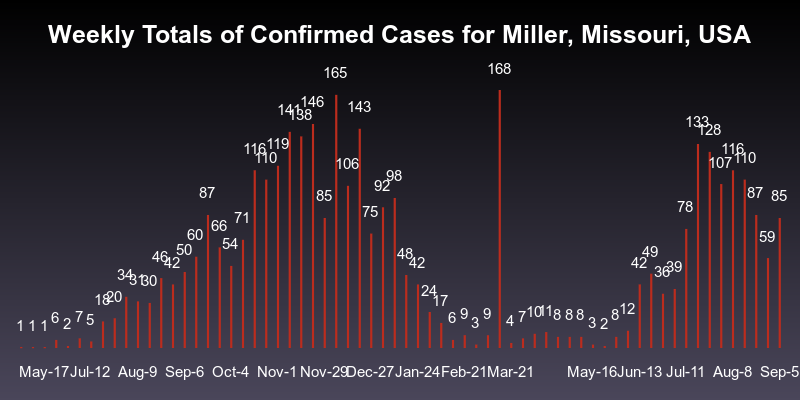 Weekly Totals of Confirmed Cases for Miller, Missouri, USA
1 1 1 6 2 7 5 18 20 34 31 30 46 42 50 60 87 66 54 71 116 110 119 141 138 146 85 165 106 143 75 92 98 48 42 24 17 6 9 3 9 168 4 7 10 11 8 8 8 3 2 8 12 42 49 36 39 78 133 128 107 116 110 87 59 85
May-17 Jul-12 Aug-9 Sep-6 Oct-4 Nov-1 Nov-29 Dec-27 Jan-24 Feb-21 Mar-21 May-16 Jun-13 Jul-11 Aug-8 Sep-5